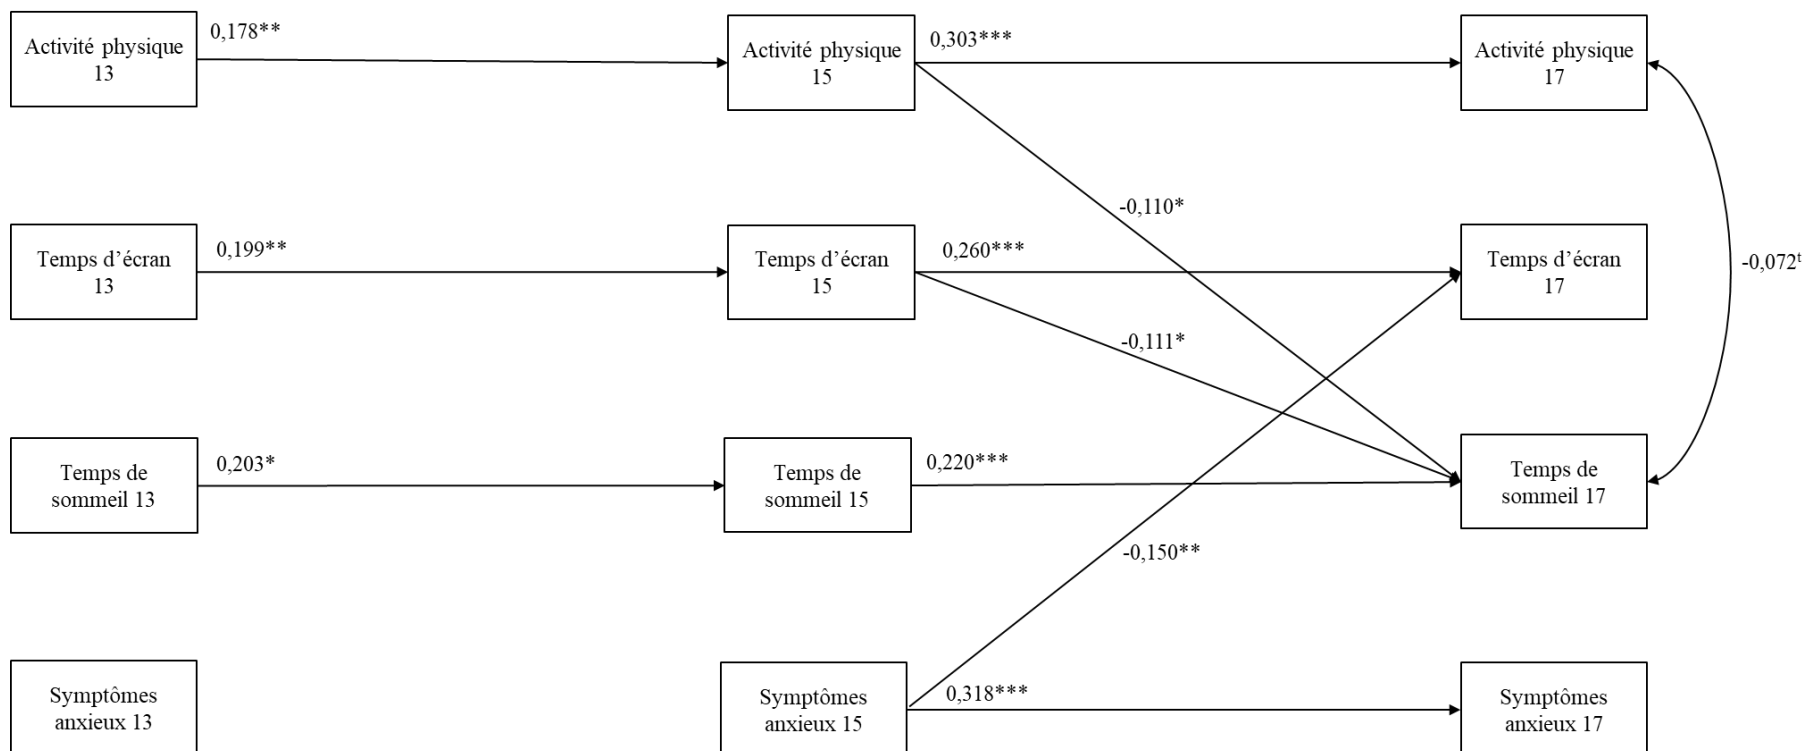 Activité physique
13
0,178**
Activité physique
15
0,303***
Activité physique
17
-0,110*
Temps d’écran
13
0,199**
Temps d’écran
15
0,260***
Temps d’écran
17
-0,072ᵗ
-0,111*
Temps de
sommeil 13
0,203*
Temps de
sommeil 15
0,220***
Temps de
sommeil 17
-0,150**
Symptômes
anxieux 13
Symptômes
anxieux 15
0,318***
Symptômes
anxieux 17